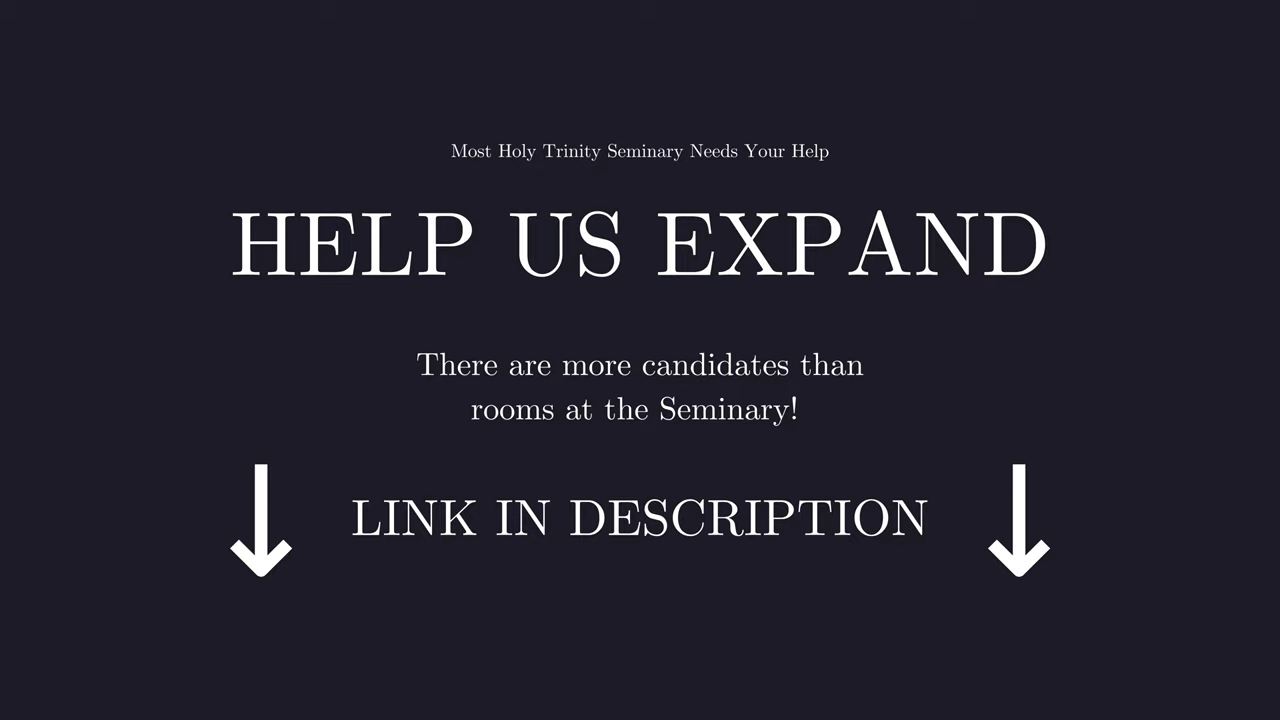 Most Holy Trinity Seminary Needs Your Help
HELP US EXPAND
There are more candidates than
rooms at the Seminary!
LINK IN DESCRIPTION